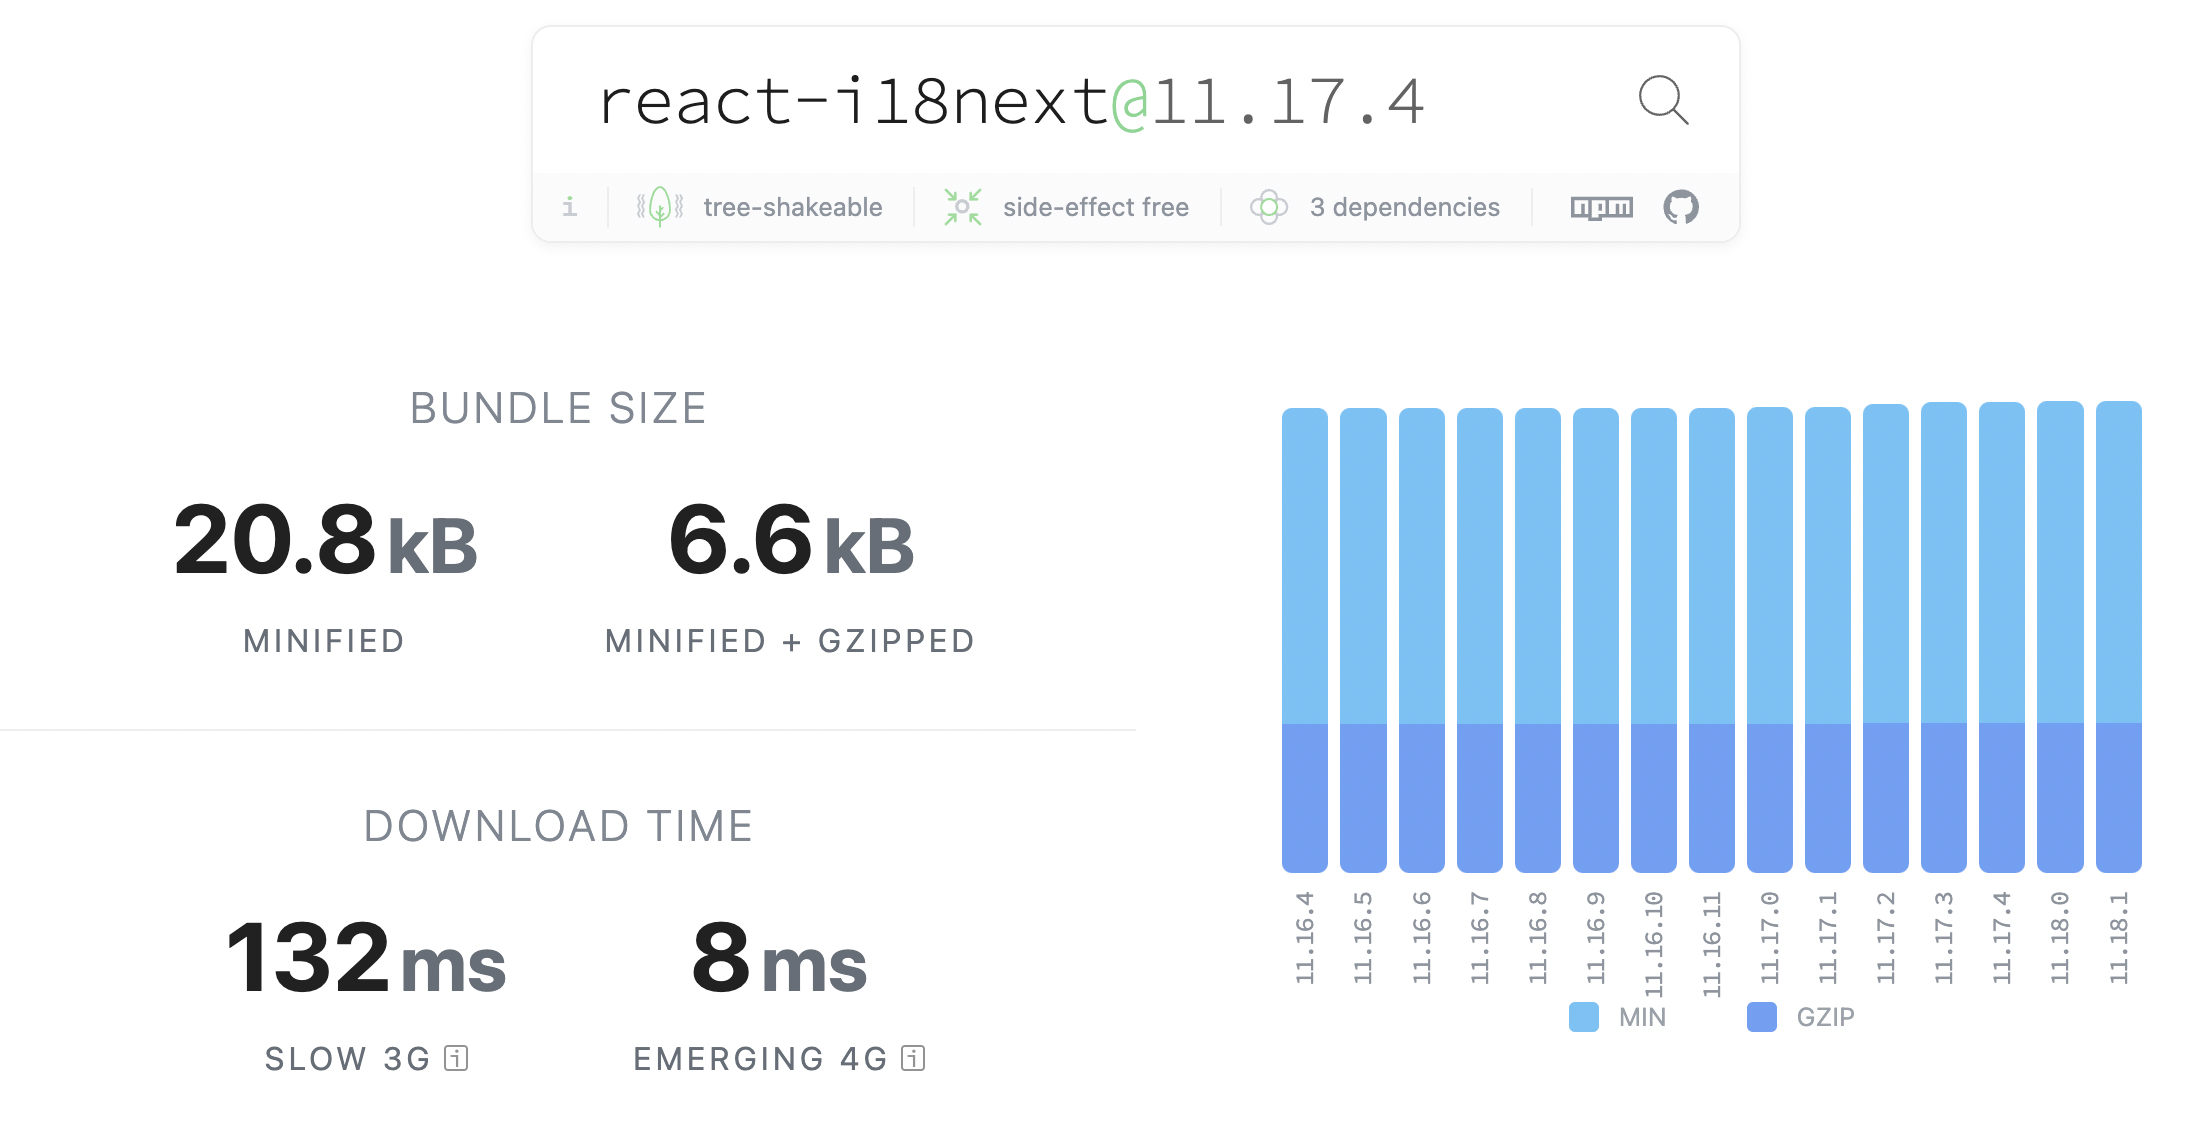 react-i18next@11.17.4
i
tree-shakeable
side-effect free
3 dependencies
npm
BUNDLE SIZE
20.8 kB
MINIFIED
6.6 kB
MINIFIED + GZIPPED
DOWNLOAD TIME
132 ms
SLOW 3G i
8 ms
EMERGING 4G i
11.16.4
11.16.5
11.16.6
11.16.7
11.16.8
11.16.9
11.16.10
11.16.11
11.17.0
11.17.1
11.17.2
11.17.3
11.17.4
11.18.0
11.18.1
MIN
GZIP